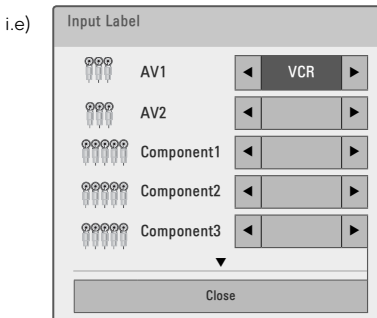 i.e)
Input Label
AV1 ◀ VCR ▶
AV2 ◀ ▶
Component1 ◀ ▶
Component2 ◀ ▶
Component3 ◀ ▶
▼
Close